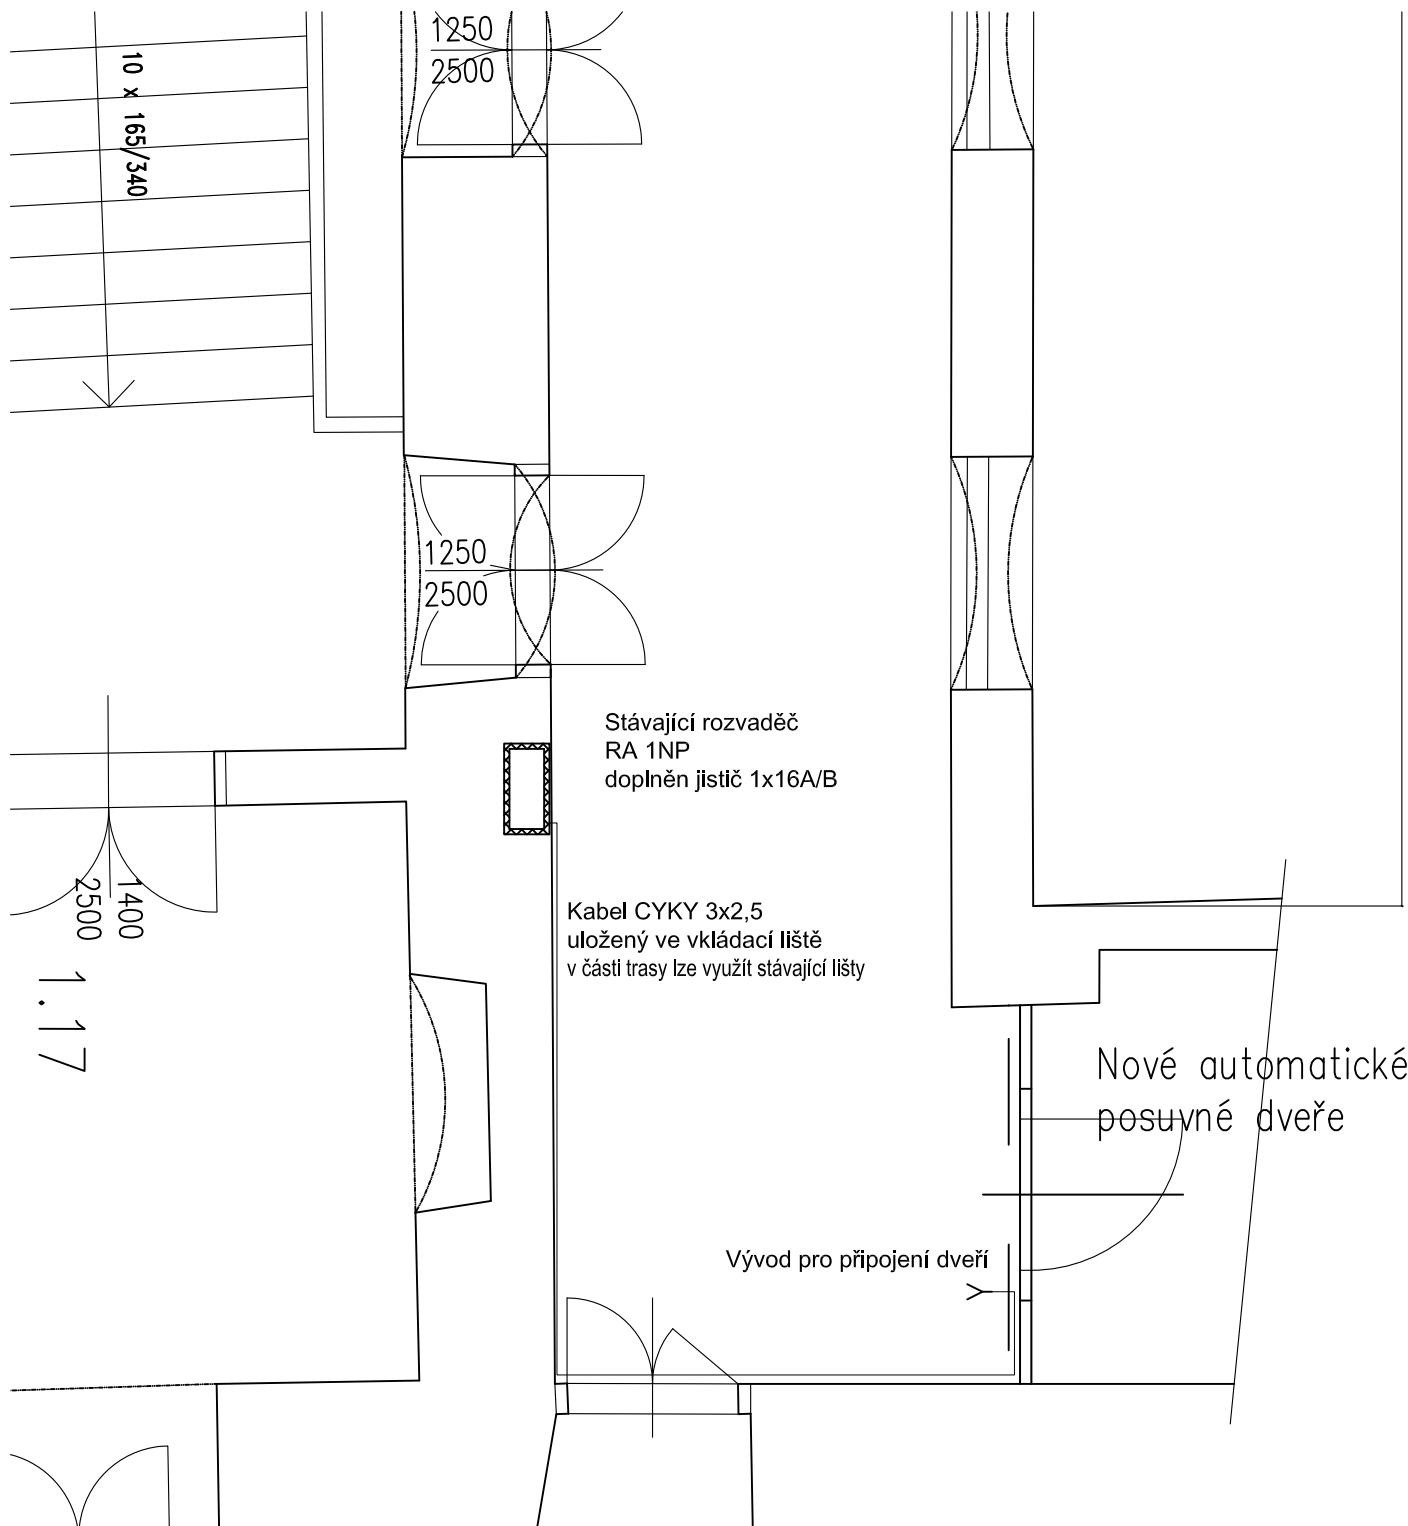 1250
2500
10 x 165/340
1250
2500
Stávající rozvaděč
RA 1NP
doplněn jistič 1x16A/B
1400
2500
1.17
Kabel CYKY 3x2,5
uložený ve vkládací liště
v části trasy lze využít stávající lišty
Nové automatické
posuvné dveře
Vývod pro připojení dveří